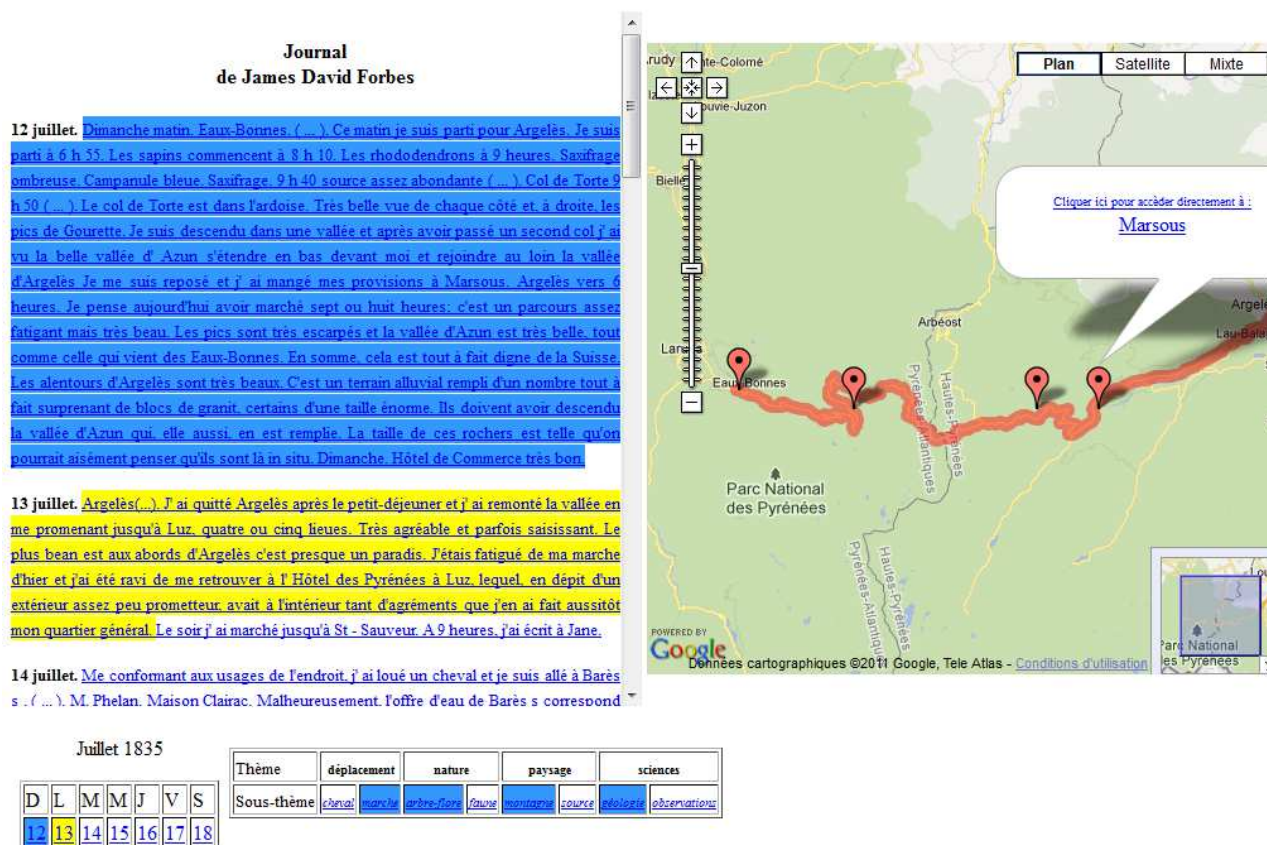 Journal
de James David Forbes
12 juillet. Dimanche matin. Eaux-Bonnes. ( ... ). Ce matin je suis parti pour Argelès. Je suis
parti à 6 h 55. Les sapins commencent à 8 h 10. Les rhododendrons à 9 heures. Saxifrage
ombreuse. Campanule bleue. Saxifrage. 9 h 40 source assez abondante ( ... ). Col de Torte 9
h 50 ( ... ). Le col de Torte est dans l'ardoise. Très belle vue de chaque côté et, à droite, les
pics de Gourette. Je suis descendu dans une vallée et après avoir passé un second col j' ai
vu la belle vallée d' Azun s'étendre en bas devant moi et rejoindre au loin la vallée
d'Argelès Je me suis reposé et j' ai mangé mes provisions à Marsous. Argelès vers 6
heures. Je pense aujourd'hui avoir marché sept ou huit heures; c'est un parcours assez
fatigant mais très beau. Les pics sont très escarpés et la vallée d'Azun est très belle, tout
comme celle qui vient des Eaux-Bonnes. En somme, cela est tout à fait digne de la Suisse.
Les alentours d'Argelès sont très beaux. C'est un terrain alluvial rempli d'un nombre tout à
fait surprenant de blocs de granit, certains d'une taille énome. Ils doivent avoir descendu
la vallée d'Azun qui, elle aussi, en est remplie. La taille de ces rochers est telle qu'on
pourrait aisément penser qu'ils sont là in situ. Dimanche. Hôtel de Commerce très bon.
13 juillet. Argelès(...). J' ai quitté Argelès après le petit-déjeuner et j' ai remonté la vallée en
me promenant jusqu'à Luz, quatre ou cinq lieues. Très agréable et parfois saisissant. Le
plus bean est aux abords d'Argelès c'est presque un paradis. J'étais fatigué de ma marche
d'hier et j'ai été ravi de me retrouver à l' Hôtel des Pyrénées à Luz, lequel, en dépit d'un
extérieur assez peu prometteur, avait à l'intérieur tant d'agréments que j'en ai fait aussitôt
mon quartier général. Le soir j' ai marché jusqu'à St - Sauveur. A 9 heures, j'ai écrit à Jane.
14 juillet. Me conformant aux usages de l'endroit, j' ai loué un cheval et je suis allé à Barès
s . ( ... ). M. Phelan, Maison Clairac. Malheureusement, l'offre d'eau de Barès s correspond
Plan Satellite Mixte
rudy te-Colomé
ouvie-Juzon
Bielle
Cliquer ici pour accèder directement à :
Marsous
Argelè
Arbéost
Lau-Bala
Eaux-Bonnes
Pyrénées-Atlantiques
Hautes-Pyrénées
Parc National
des Pyrénées
Pyrénées-Atlantique
Hautes-Pyrénées
POWERED BY
Google
Données cartographiques ©2011 Google, Tele Atlas - Conditions d'utilisation
Lou
Parc National
les Pyrénées
Juillet 1835
D L M M J V S
12 13 14 15 16 17 18
Thème déplacement nature paysage sciences
Sous-thème cheval marche arbre-flore faune montagne source géologie observations